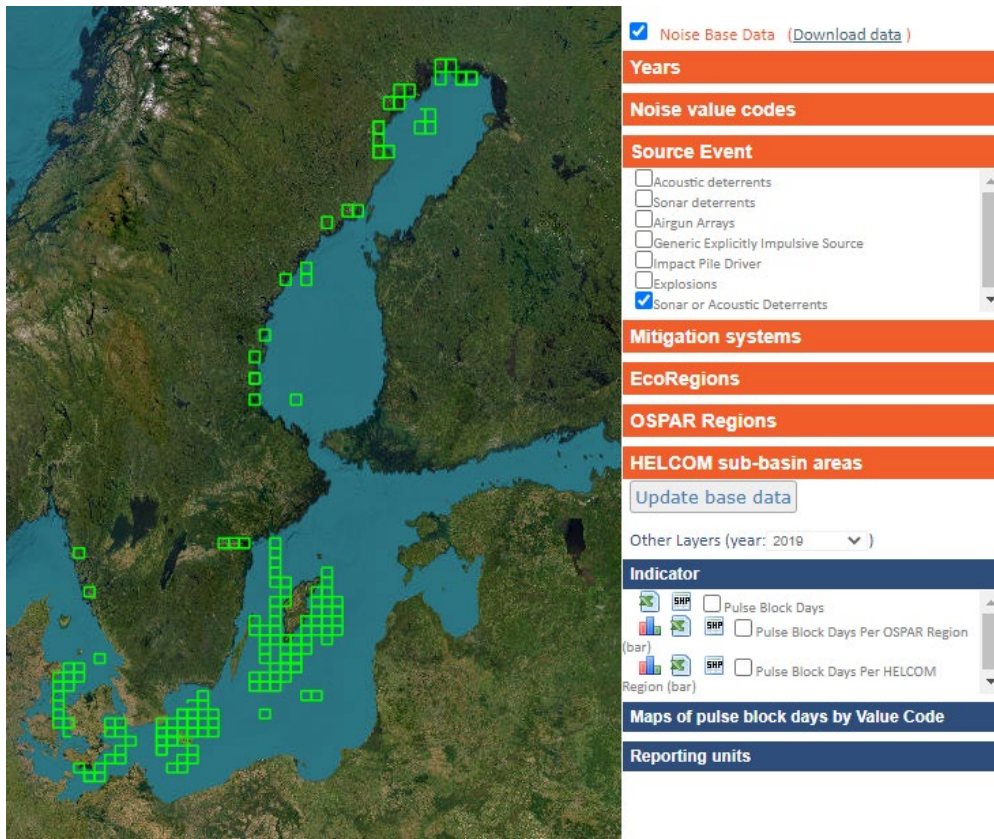 Noise Base Data (Download data )
Years
Noise value codes
Source Event
Acoustic deterrents
Sonar deterrents
Airgun Arrays
Generic Explicitly Impulsive Source
Impact Pile Driver
Explosions
Sonar or Acoustic Deterrents
Mitigation systems
EcoRegions
OSPAR Regions
HELCOM sub-basin areas
Update base data
Other Layers (year: 2019 )
Indicator
SHP Pulse Block Days
SHP Pulse Block Days Per OSPAR Region
(bar)
SHP Pulse Block Days Per HELCOM
Region (bar)
Maps of pulse block days by Value Code
Reporting units